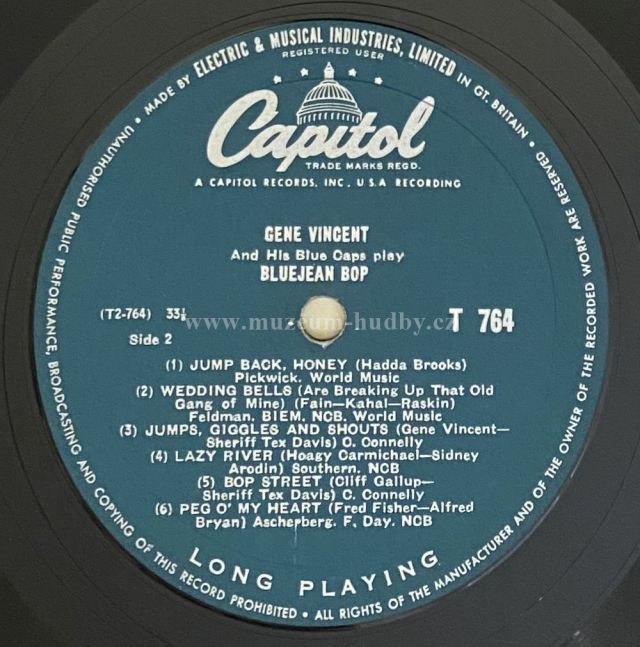 MADE BY ELECTRIC & MUSICAL INDUSTRIES, LIMITED IN GT. BRITAIN •
REGISTERED USER
Capitol
TRADE MARKS REGD.
A CAPITOL RECORDS, INC., U.S.A. RECORDING
GENE VINCENT
And His Blue Caps play
BLUEJEAN BOP
(T2-764) 33⅓
T 764
www.muzeum-hudby.cz
Side 2
(1) JUMP BACK, HONEY (Hadda Brooks)
Pickwick. World Music
(2) WEDDING BELLS (Are Breaking Up That Old
Gang of Mine) (Fain—Kahal—Raskin)
Feldman. BIEM. NCB. World Music
(3) JUMPS, GIGGLES AND SHOUTS (Gene Vincent—
Sheriff Tex Davis) C. Connelly
(4) LAZY RIVER (Hoagy Carmichael—Sidney
Arodin) Southern. NCB
(5) BOP STREET (Cliff Gallup—
Sheriff Tex Davis) C. Connelly
(6) PEG O' MY HEART (Fred Fisher—Alfred
Bryan) Ascherberg. F. Day. NCB
LONG PLAYING
ALL RIGHTS OF THE MANUFACTURER AND OF THE OWNER OF THE RECORDED WORK ARE RESERVED
UNAUTHORISED PUBLIC PERFORMANCE, BROADCASTING AND COPYING OF THIS RECORD PROHIBITED •